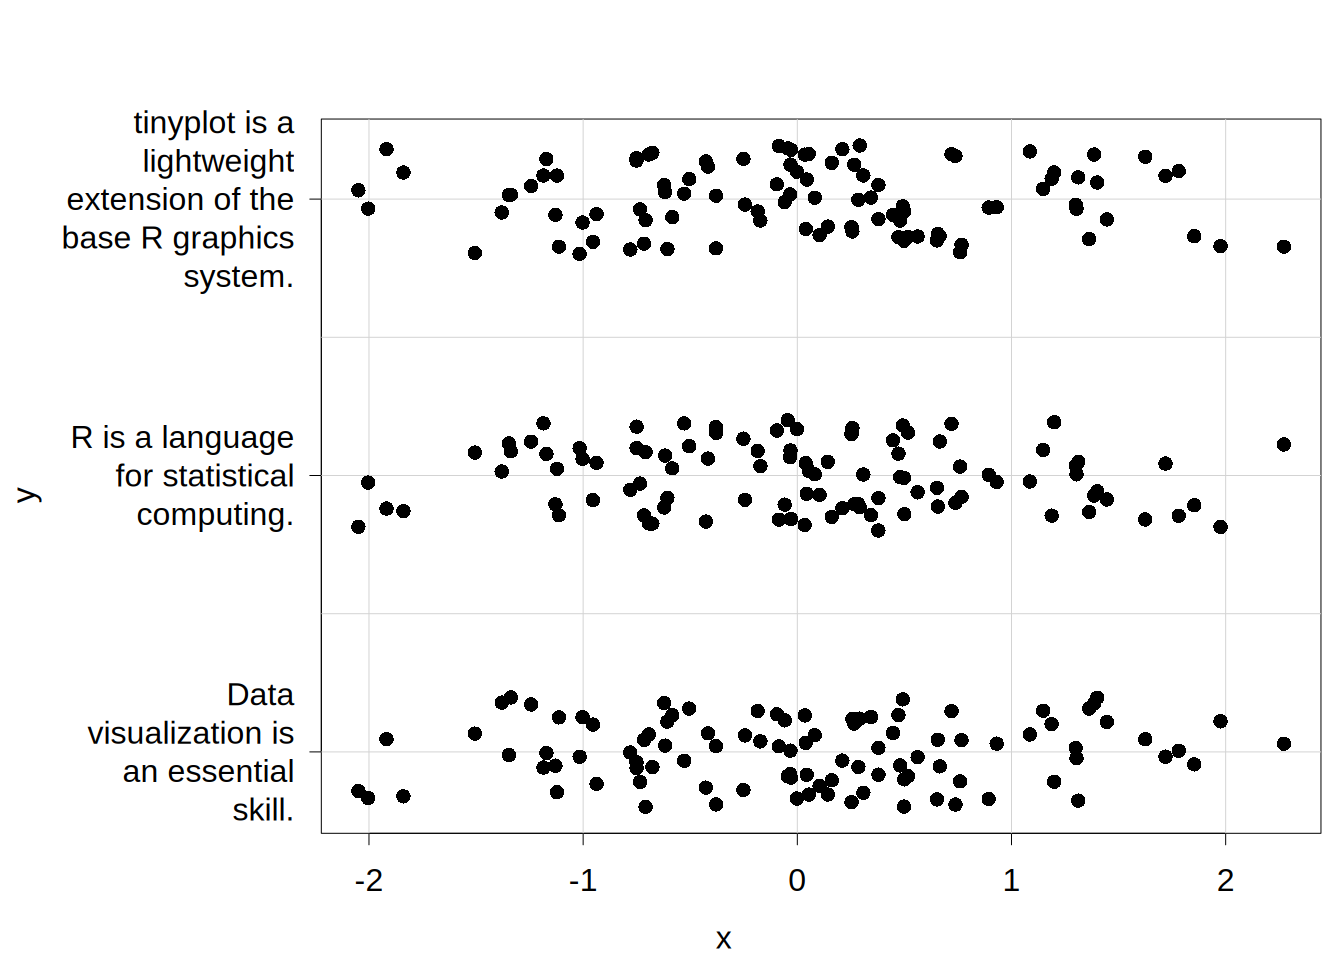 tinyplot is a
lightweight
extension of the
base R graphics
system.
R is a language
for statistical
computing.
y
Data
visualization is
an essential
skill.
-2 -1 0 1 2
x